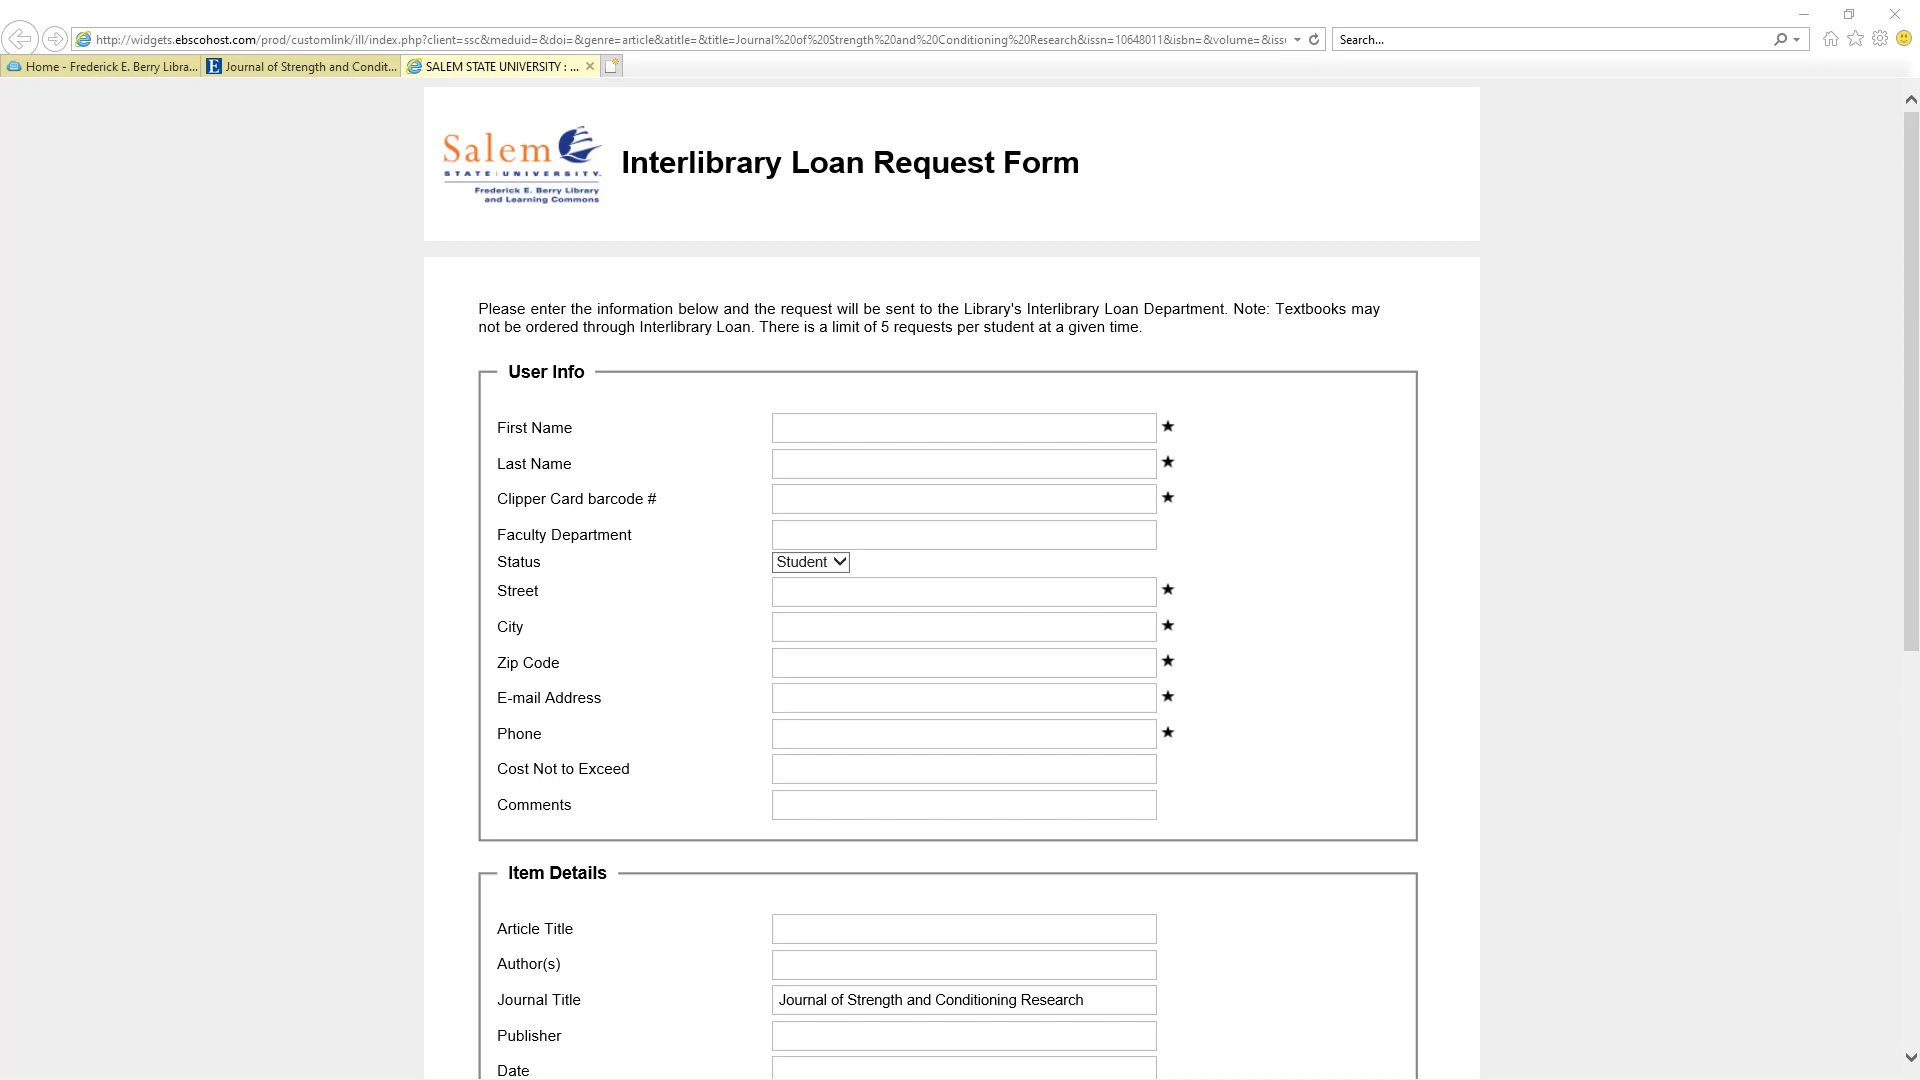 http://widgets.ebscohost.com/prod/customlink/ill/index.php?client=ssc&meduid=&doi=&genre=article&atitle=&title=Journal%20of%20Strength%20and%20Conditioning%20Research&issn=10648011&isbn=&volume=&issu
Search...
Home - Frederick E. Berry Libra...
Journal of Strength and Condit...
SALEM STATE UNIVERSITY : ...
Salem
STATE UNIVERSITY
Frederick E. Berry Library
and Learning Commons
Interlibrary Loan Request Form
Please enter the information below and the request will be sent to the Library's Interlibrary Loan Department. Note: Textbooks may
not be ordered through Interlibrary Loan. There is a limit of 5 requests per student at a given time.
User Info
First Name
Last Name
Clipper Card barcode #
Faculty Department
Status
Student
Street
City
Zip Code
E-mail Address
Phone
Cost Not to Exceed
Comments
Item Details
Article Title
Author(s)
Journal Title
Journal of Strength and Conditioning Research
Publisher
Date